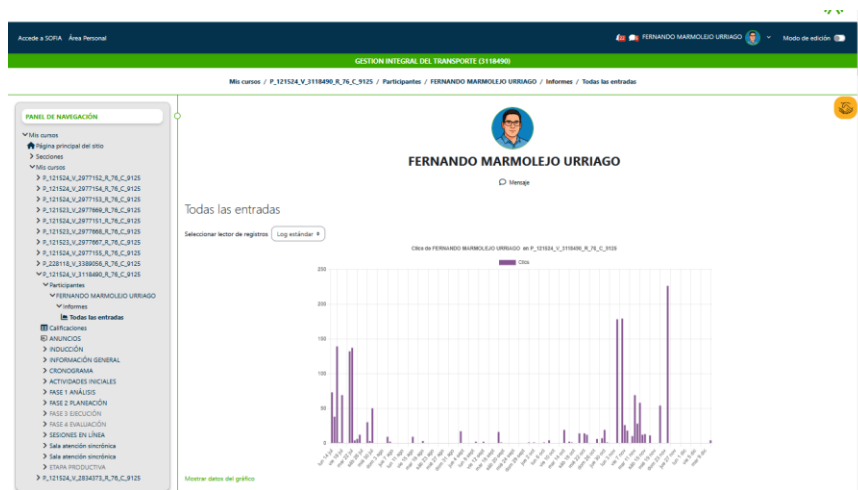 Accede a SOFIA Área Personal
FERNANDO MARMOLEJO URRIAGO
Modo de edición
GESTION INTEGRAL DEL TRANSPORTE (3118490)
Mis cursos / P_121524_V_3118490_R_76_C_9125 / Participantes / FERNANDO MARMOLEJO URRIAGO / Informes / Todas las entradas
PANEL DE NAVEGACIÓN
Mis cursos
Página principal del sitio
Secciones
Mis cursos
P_121524_V_2977152_R_76_C_9125
P_121524_V_2977154_R_76_C_9125
P_121524_V_2977153_R_76_C_9125
P_121523_V_2977669_R_76_C_9125
P_121524_V_2977151_R_76_C_9125
P_121523_V_2977668_R_76_C_9125
P_121523_V_2977667_R_76_C_9125
P_121524_V_2977155_R_76_C_9125
P_228118_V_3389056_R_76_C_9125
P_121524_V_3118490_R_76_C_9125
Participantes
FERNANDO MARMOLEJO URRIAGO
Informes
Todas las entradas
Calificaciones
ANUNCIOS
INDUCCIÓN
INFORMACIÓN GENERAL
CRONOGRAMA
ACTIVIDADES INICIALES
FASE 1 ANÁLISIS
FASE 2 PLANEACIÓN
FASE 3 EJECUCIÓN
FASE 4 EVALUACIÓN
SESIONES EN LÍNEA
Sala atención sincrónica
Sala atención sincrónica
ETAPA PRODUCTIVA
P_121524_V_2834373_R_76_C_9125
FERNANDO MARMOLEJO URRIAGO
Mensaje
Todas las entradas
Seleccionar lector de registros Log estándar
Clics de FERNANDO MARMOLEJO URRIAGO en P_121524_V_3118490_R_76_C_9125
Clics
250
200
150
100
50
0
Mostrar datos del gráfico